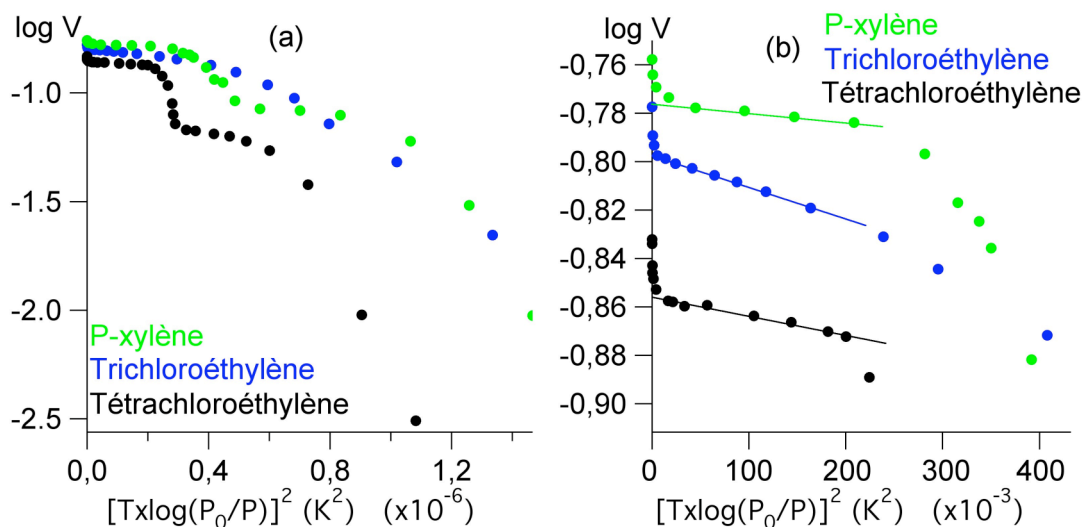 log V
(a)
-1.0
-1.5
-2.0
-2.5
P-xylène
Trichloroéthylène
Tétrachloroéthylène
0,0
0,4
0,8
1,2
[Txlog(P₀/P)]² (K²) (x10⁻⁶)
log V
(b)
P-xylène
Trichloroéthylène
Tétrachloroéthylène
-0,76
-0,78
-0,80
-0,82
-0,84
-0,86
-0,88
-0,90
0
100
200
300
400
[Txlog(P₀/P)]² (K²) (x10⁻³)